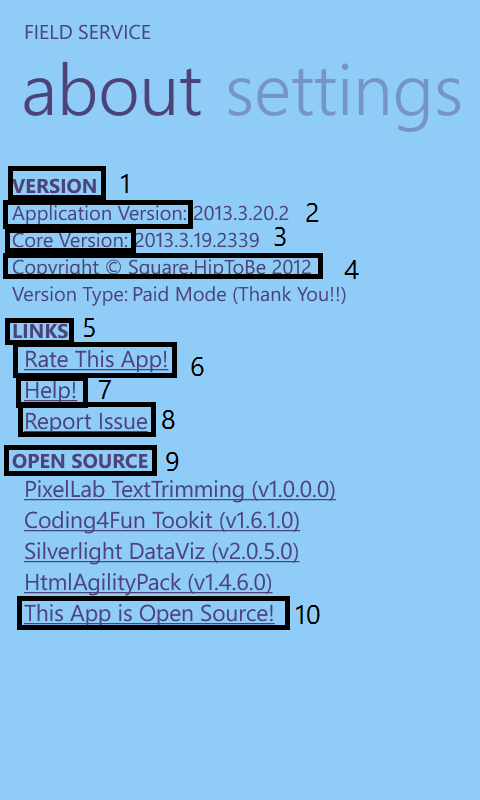 FIELD SERVICE
about settings
VERSION 1
Application Version: 2013.3.20.2 2
Core Version: 2013.3.19.2339 3
Copyright © Square.HipToBe 2012 4
Version Type: Paid Mode (Thank You!!)
LINKS 5
Rate This App! 6
Help! 7
Report Issue 8
OPEN SOURCE 9
PixelLab TextTrimming (v1.0.0.0)
Coding4Fun Tookit (v1.6.1.0)
Silverlight DataViz (v2.0.5.0)
HtmlAgilityPack (v1.4.6.0)
This App is Open Source! 10